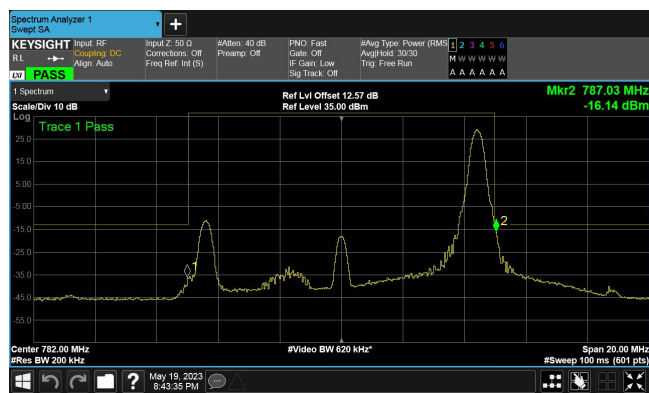 Spectrum Analyzer 1
Swept SA
+
KEYSIGHT
RL
LXI PASS
Input: RF
Coupling: DC
Align: Auto
Input Z: 50 Ω
Corrections: Off
Freq Ref: Int (S)
#Atten: 40 dB
Preamp: Off
PNO: Fast
Gate: Off
IF Gain: Low
Sig Track: Off
#Avg Type: Power (RMS
Avg|Hold: 30/30
Trig: Free Run
1 2 3 4 5 6
M W W W W W
A A A A A A
1 Spectrum
Scale/Div 10 dB
Ref Lvl Offset 12.57 dB
Ref Level 35.00 dBm
Mkr2 787.03 MHz
-16.14 dBm
Log
Trace 1 Pass
25.0
15.0
5.00
-5.00
-15.0
-25.0
-35.0
-45.0
-55.0
1
2
Center 782.00 MHz
#Res BW 200 kHz
#Video BW 620 kHz*
Span 20.00 MHz
#Sweep 100 ms (601 pts)
?
May 19, 2023
8:43:35 PM